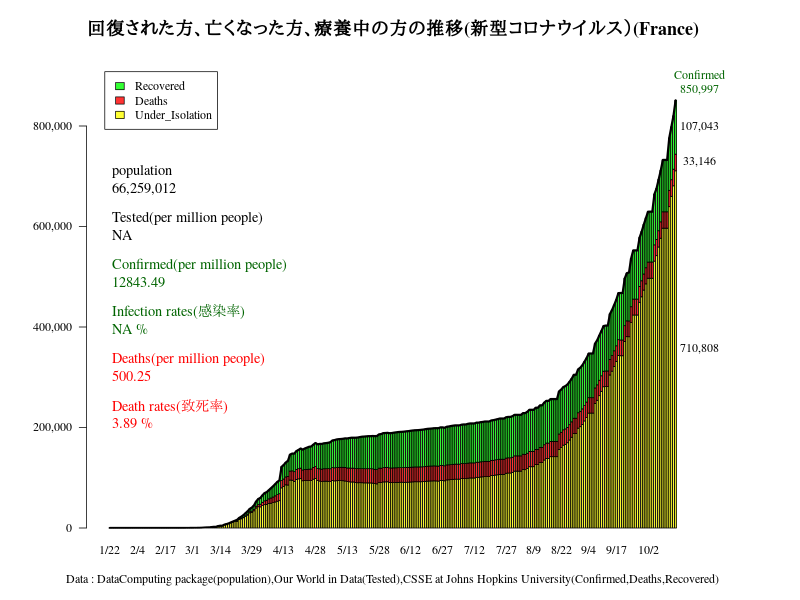 回復された方、亡くなった方、療養中の方の推移(新型コロナウイルス）(France)
Confirmed
850,997
Recovered
Deaths
Under_Isolation
800,000
107,043
33,146
population
66,259,012
Tested(per million people)
NA
600,000
Confirmed(per million people)
12843.49
Infection rates(感染率)
NA %
400,000
710,808
Deaths(per million people)
500.25
Death rates(致死率)
3.89 %
200,000
0
1/22 2/4 2/17 3/1 3/14 3/29 4/13 4/28 5/13 5/28 6/12 6/27 7/12 7/27 8/9 8/22 9/4 9/17 10/2
Data : DataComputing package(population),Our World in Data(Tested),CSSE at Johns Hopkins University(Confirmed,Deaths,Recovered)